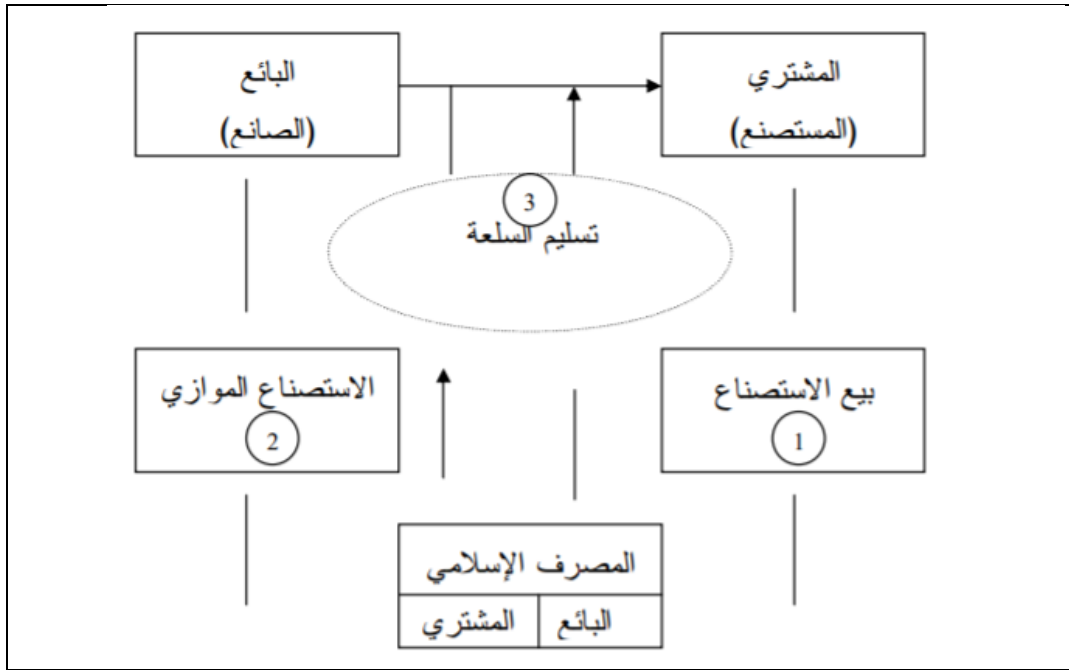 المشتري
(المستصنع)
البائع
(الصانع)
3
تسليم السلعة
بيع الاستصناع
1
الاستصناع الموازي
2
المصرف الإسلامي
البائع
المشتري